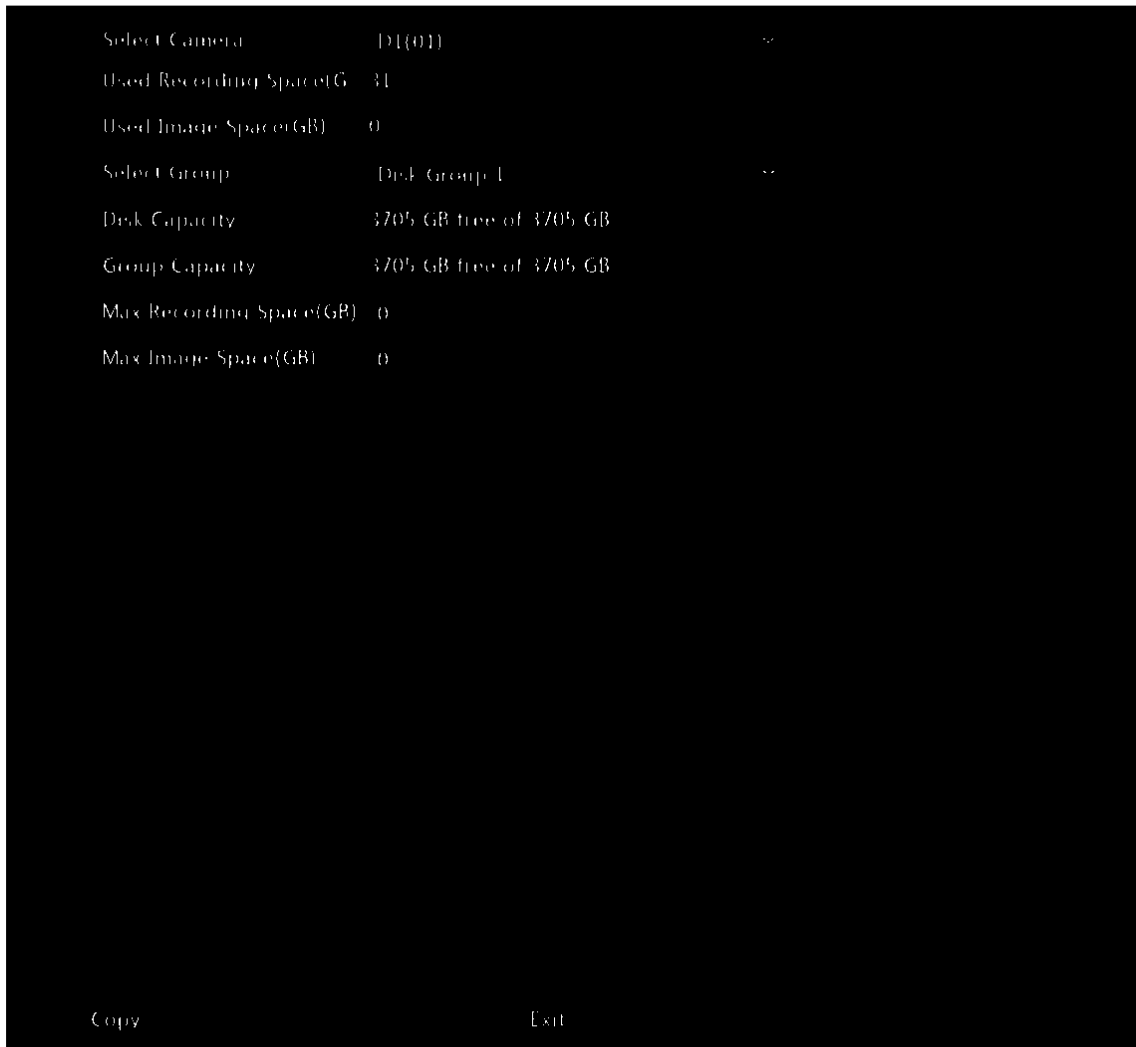 Select Camera D1(01)
Used Recording Space(G 31
Used Image Space(GB) 0
Select Group Disk Group 1
Disk Capacity 3705 GB free of 3705 GB
Group Capacity 3705 GB free of 3705 GB
Max Recording Space(GB) 0
Max Image Space(GB) 0
Copy Exit